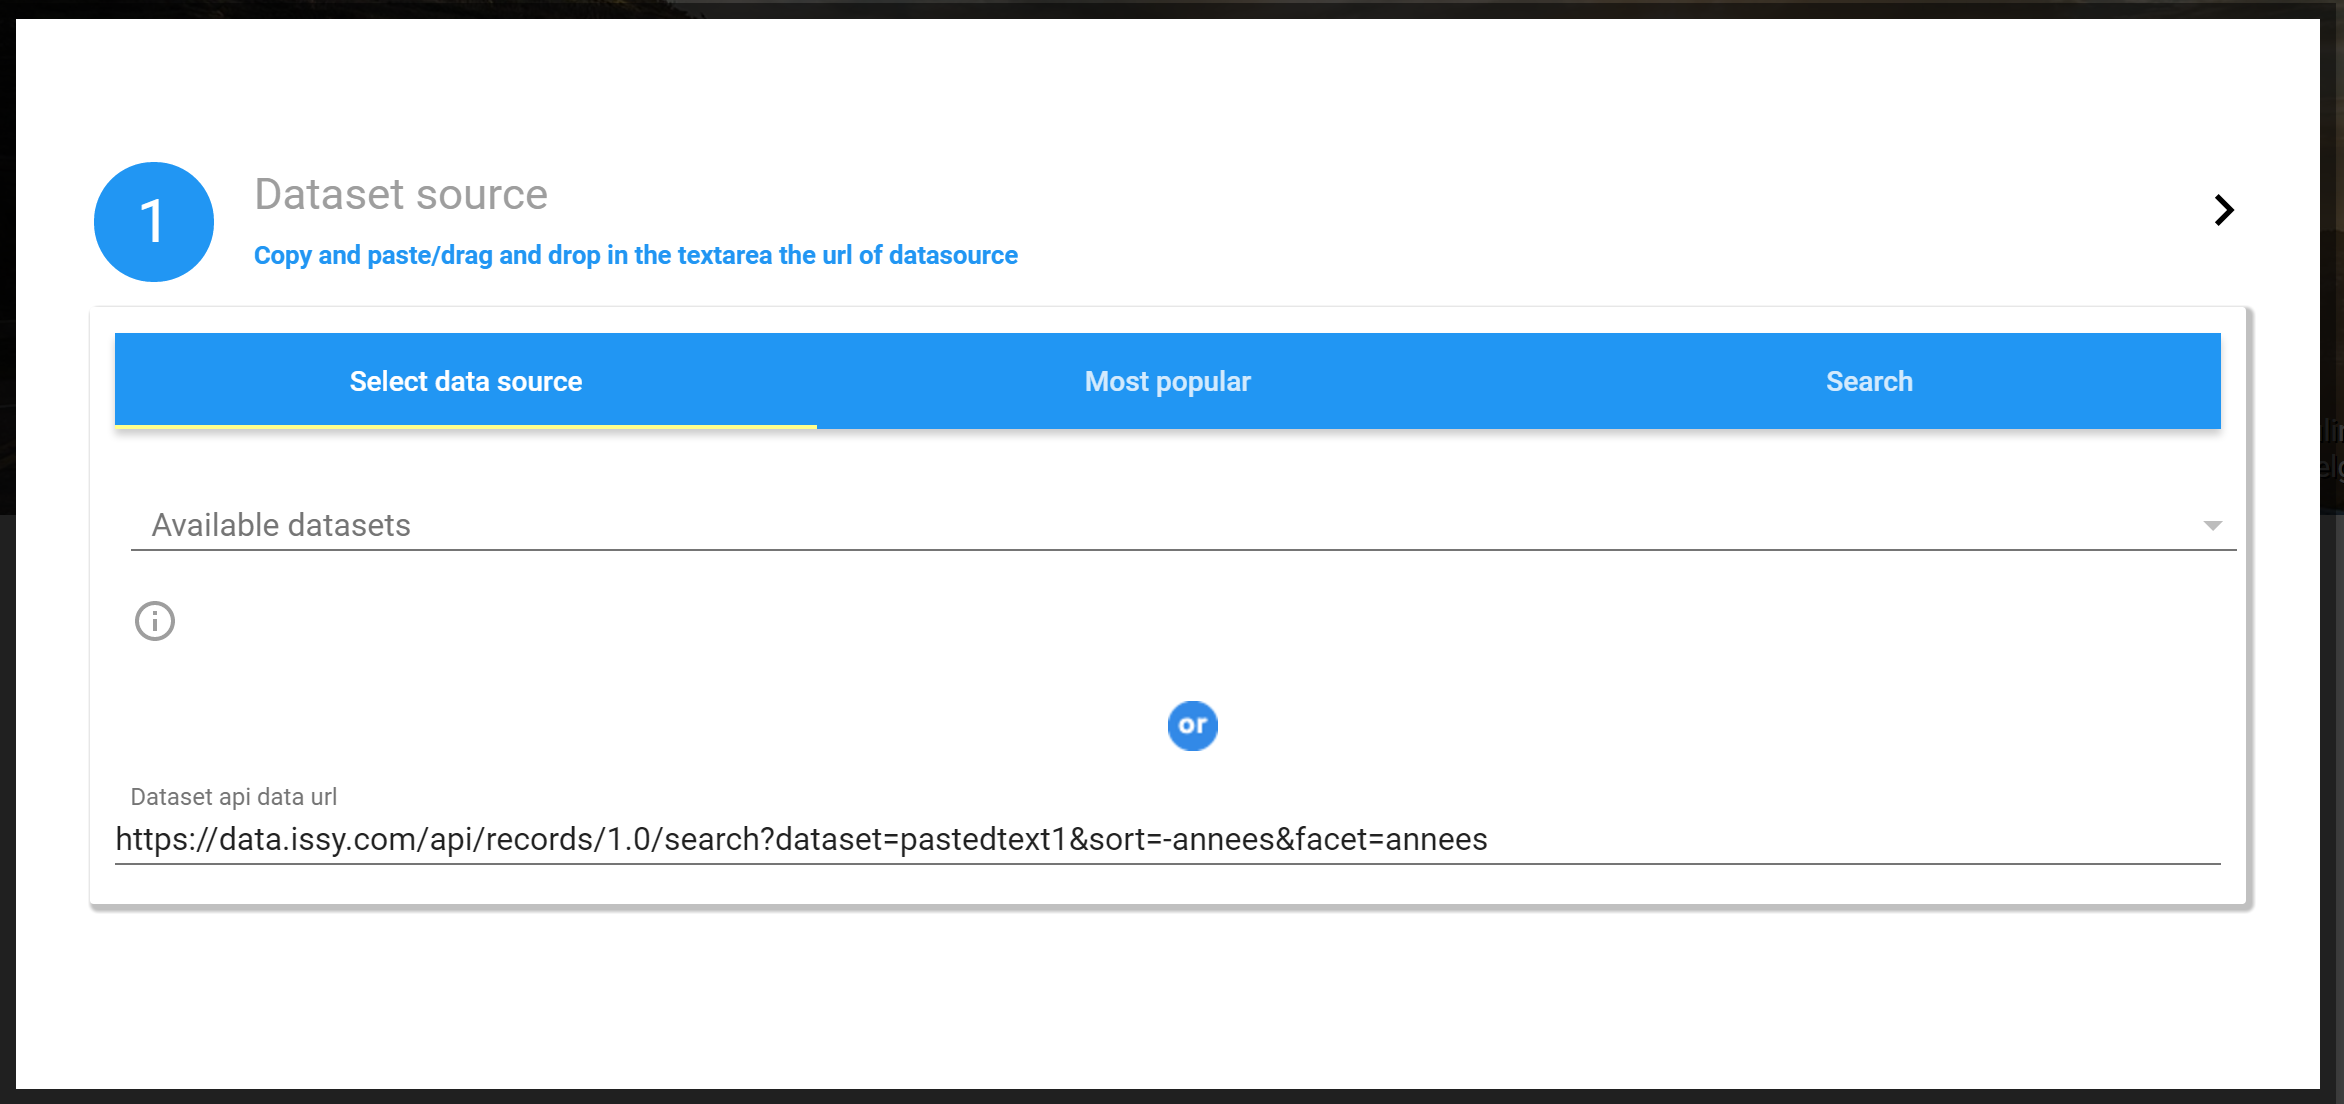 1
Dataset source
Copy and paste/drag and drop in the textarea the url of datasource
Select data source
Most popular
Search
Available datasets
or
Dataset api data url
https://data.issy.com/api/records/1.0/search?dataset=pastedtext1&sort=-annees&facet=annees